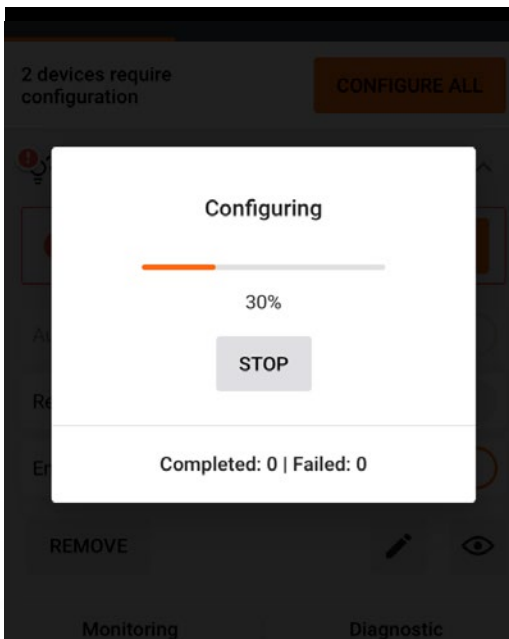 2 devices require
configuration
CONFIGURE ALL
Configuring
30%
STOP
Completed: 0 | Failed: 0
REMOVE
Monitoring
Diagnostic